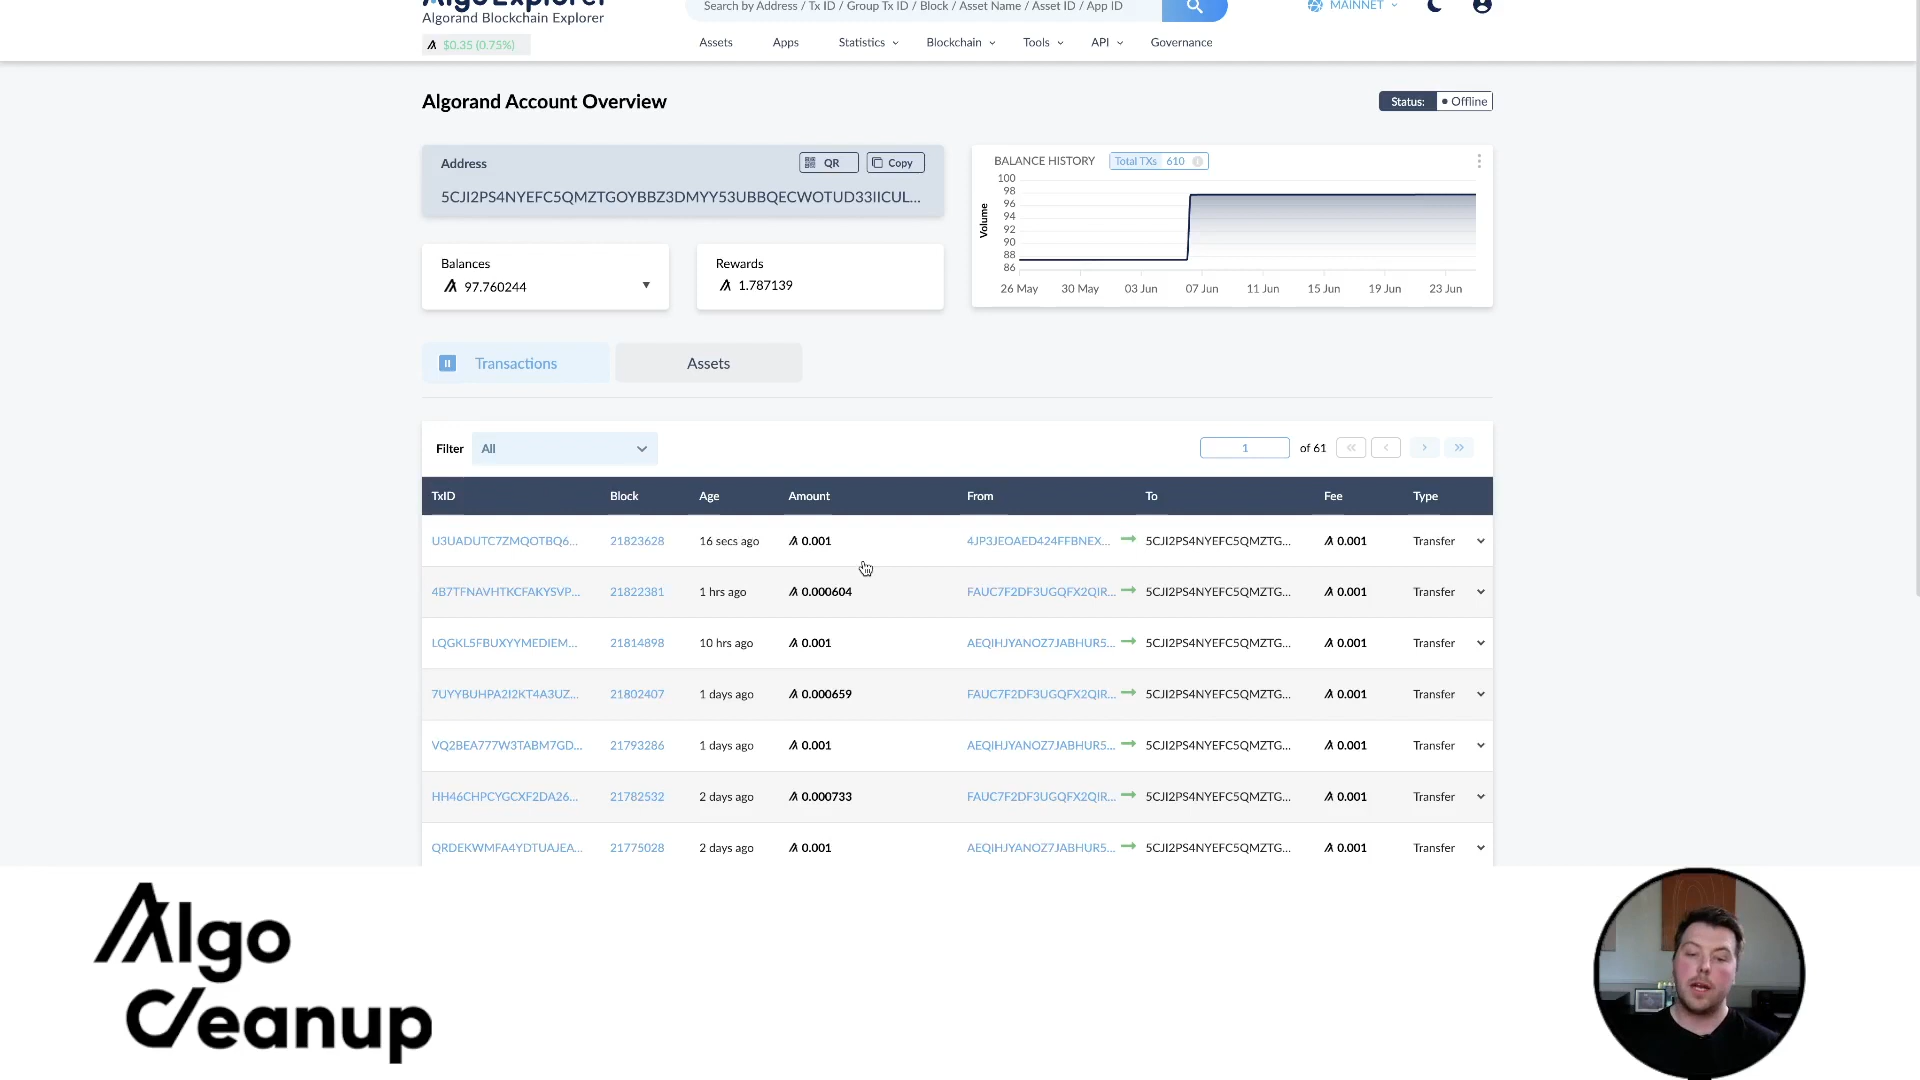 AlgoExplorer
Algorand Blockchain Explorer
$0.35 (0.75%)
Search by Address / Tx ID / Group Tx ID / Block / Asset Name / Asset ID / App ID
MAINNET
Assets Apps Statistics Blockchain Tools API Governance
Algorand Account Overview
Status: Offline
Address
QR
Copy
5CJI2PS4NYEFC5QMZTGOYBBZ3DMYY53UBBQECWOTUD33IICUL...
Balances
97.760244
Rewards
1.787139
BALANCE HISTORY Total TXs 610
Volume
100
98
96
94
92
90
88
86
26 May 30 May 03 Jun 07 Jun 11 Jun 15 Jun 19 Jun 23 Jun
Transactions
Assets
Filter All
1 of 61
TxID Block Age Amount From To Fee Type
U3UADUTC7ZMQOTBQ6... 21823628 16 secs ago 0.001 4JP3JEOAED424FFBNEX... 5CJI2PS4NYEFC5QMZTG... 0.001 Transfer
4B7TFNAVHTKCFAKYSVP... 21822381 1 hrs ago 0.000604 FAUC7F2DF3UGQFX2QIR... 5CJI2PS4NYEFC5QMZTG... 0.001 Transfer
LQGKL5FBUXYYMEDIEM... 21814898 10 hrs ago 0.001 AEQIHJYANOZ7JABHUR5... 5CJI2PS4NYEFC5QMZTG... 0.001 Transfer
7UYYBUHPA2I2KT4A3UZ... 21802407 1 days ago 0.000659 FAUC7F2DF3UGQFX2QIR... 5CJI2PS4NYEFC5QMZTG... 0.001 Transfer
VQ2BEA777W3TABM7GD... 21793286 1 days ago 0.001 AEQIHJYANOZ7JABHUR5... 5CJI2PS4NYEFC5QMZTG... 0.001 Transfer
HH46CHPCYGCXF2DA26... 21782532 2 days ago 0.000733 FAUC7F2DF3UGQFX2QIR... 5CJI2PS4NYEFC5QMZTG... 0.001 Transfer
QRDEKWMFA4YDTUAJEA... 21775028 2 days ago 0.001 AEQIHJYANOZ7JABHUR5... 5CJI2PS4NYEFC5QMZTG... 0.001 Transfer
Algo
Cleanup